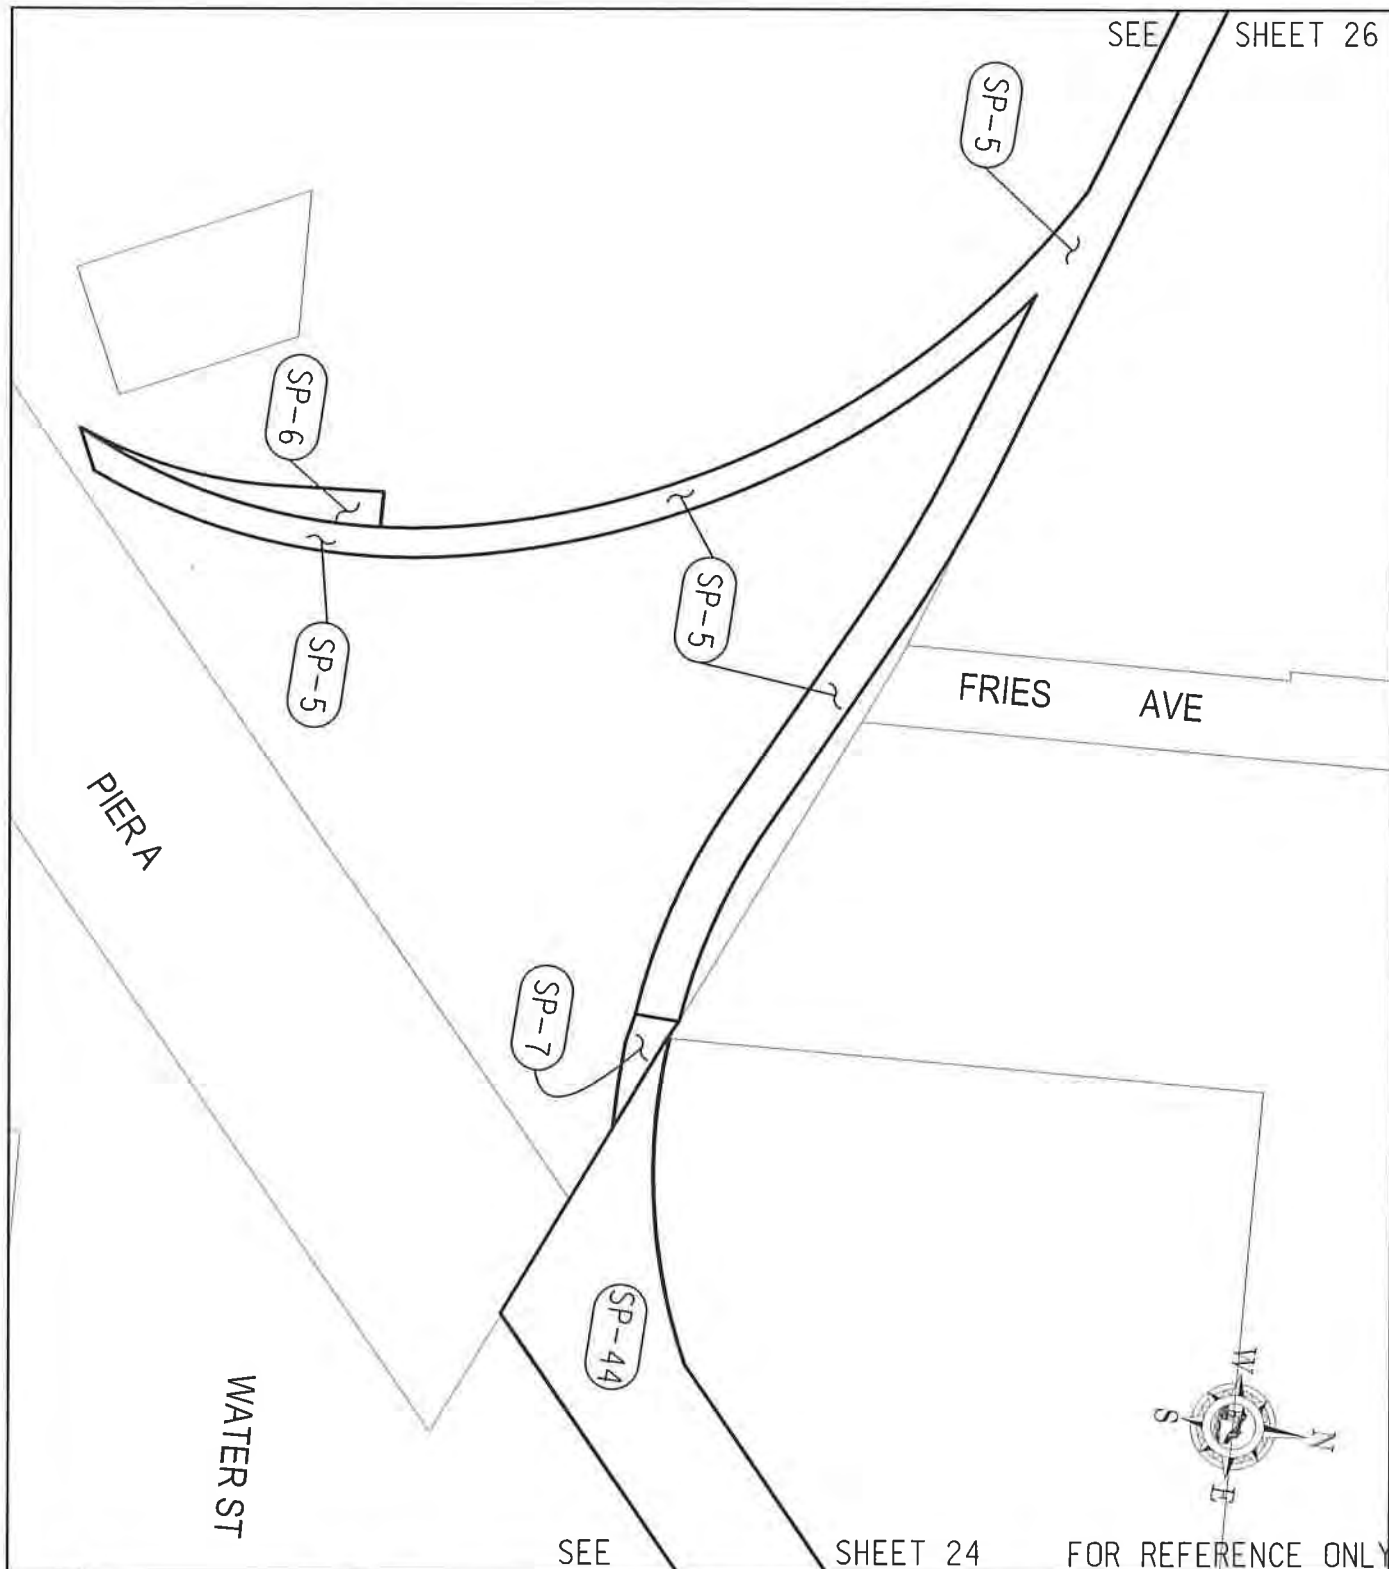 SEE SHEET 26
SP-5
SP-6
SP-5
SP-5
FRIES AVE
PIER A
SP-7
SP-44
WATER ST
W
S
N
E
SEE SHEET 24 FOR REFERENCE ONLY